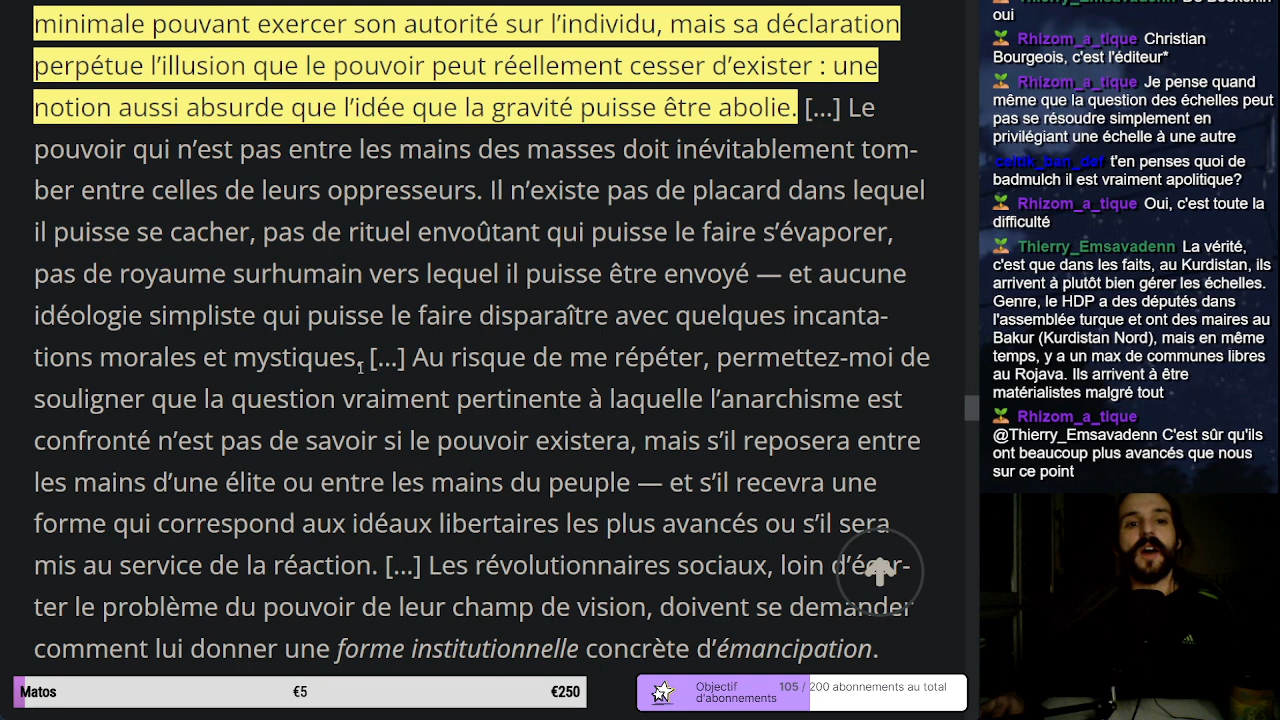 minimale pouvant exercer son autorité sur l’individu, mais sa déclaration
perpétue l’illusion que le pouvoir peut réellement cesser d’exister : une
notion aussi absurde que l’idée que la gravité puisse être abolie. [...] Le
pouvoir qui n’est pas entre les mains des masses doit inévitablement tom-
ber entre celles de leurs oppresseurs. Il n’existe pas de placard dans lequel
il puisse se cacher, pas de rituel envoûtant qui puisse le faire s’évaporer,
pas de royaume surhumain vers lequel il puisse être envoyé — et aucune
idéologie simpliste qui puisse le faire disparaître avec quelques incanta-
tions morales et mystiques. [...] Au risque de me répéter, permettez-moi de
souligner que la question vraiment pertinente à laquelle l’anarchisme est
confronté n’est pas de savoir si le pouvoir existera, mais s’il reposera entre
les mains d’une élite ou entre les mains du peuple — et s’il recevra une
forme qui correspond aux idéaux libertaires les plus avancés ou s’il sera
mis au service de la réaction. [...] Les révolutionnaires sociaux, loin d’écar-
ter le problème du pouvoir de leur champ de vision, doivent se demander
comment lui donner une forme institutionnelle concrète d’émancipation.
Matos €5 €250
Objectif d'abonnements 105 / 200 abonnements au total
oui
Rhizom_a_tique Christian
Bourgeois, c'est l'éditeur*
Rhizom_a_tique Je pense quand
même que la question des échelles peut
pas se résoudre simplement en
privilégiant une échelle à une autre
celtik_ban_def t'en penses quoi de
badmulch il est vraiment apolitique?
Rhizom_a_tique Oui, c'est toute la
difficulté
Thierry_Emsavadenn La vérité,
c'est que dans les faits, au Kurdistan, ils
arrivent à plutôt bien gérer les échelles.
Genre, le HDP a des députés dans
l'assemblée turque et ont des maires au
Bakur (Kurdistan Nord), mais en même
temps, y a un max de communes libres
au Rojava. Ils arrivent à être
matérialistes malgré tout
Rhizom_a_tique
@Thierry_Emsavadenn C'est sûr qu'ils
ont beaucoup plus avancés que nous
sur ce point